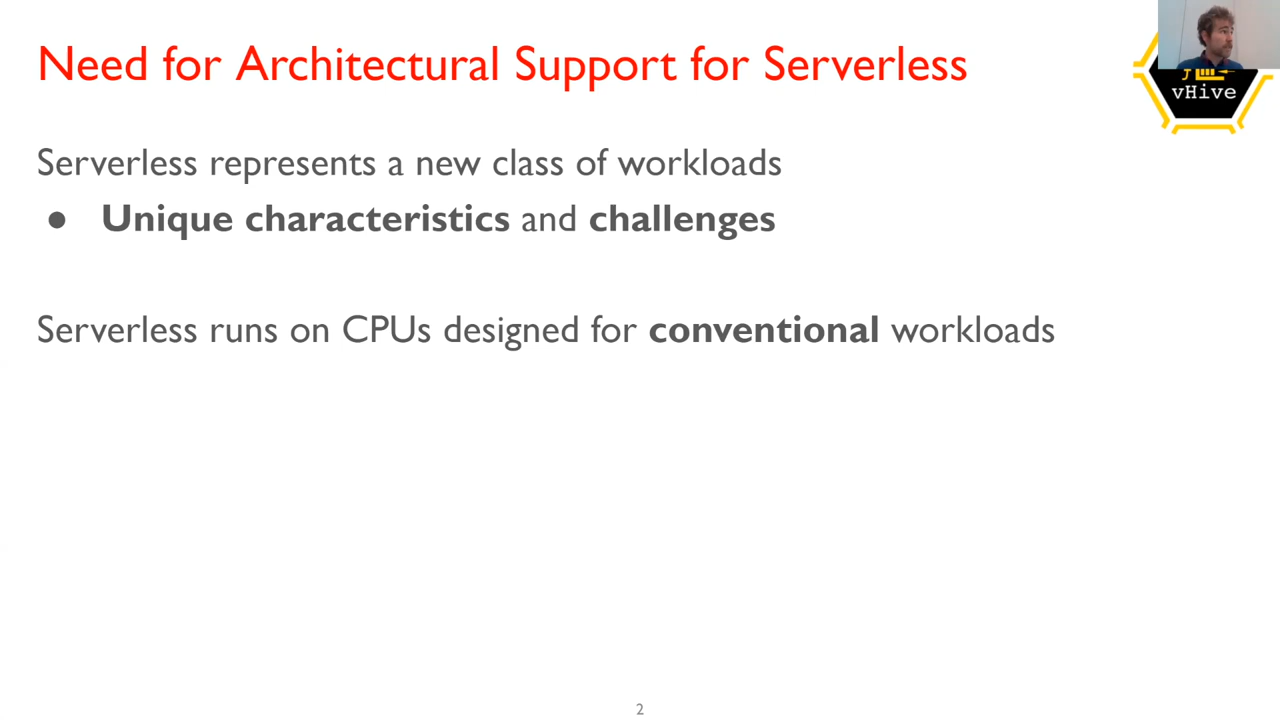 Need for Architectural Support for Serverless
vHive
Serverless represents a new class of workloads
● Unique characteristics and challenges
Serverless runs on CPUs designed for conventional workloads
2